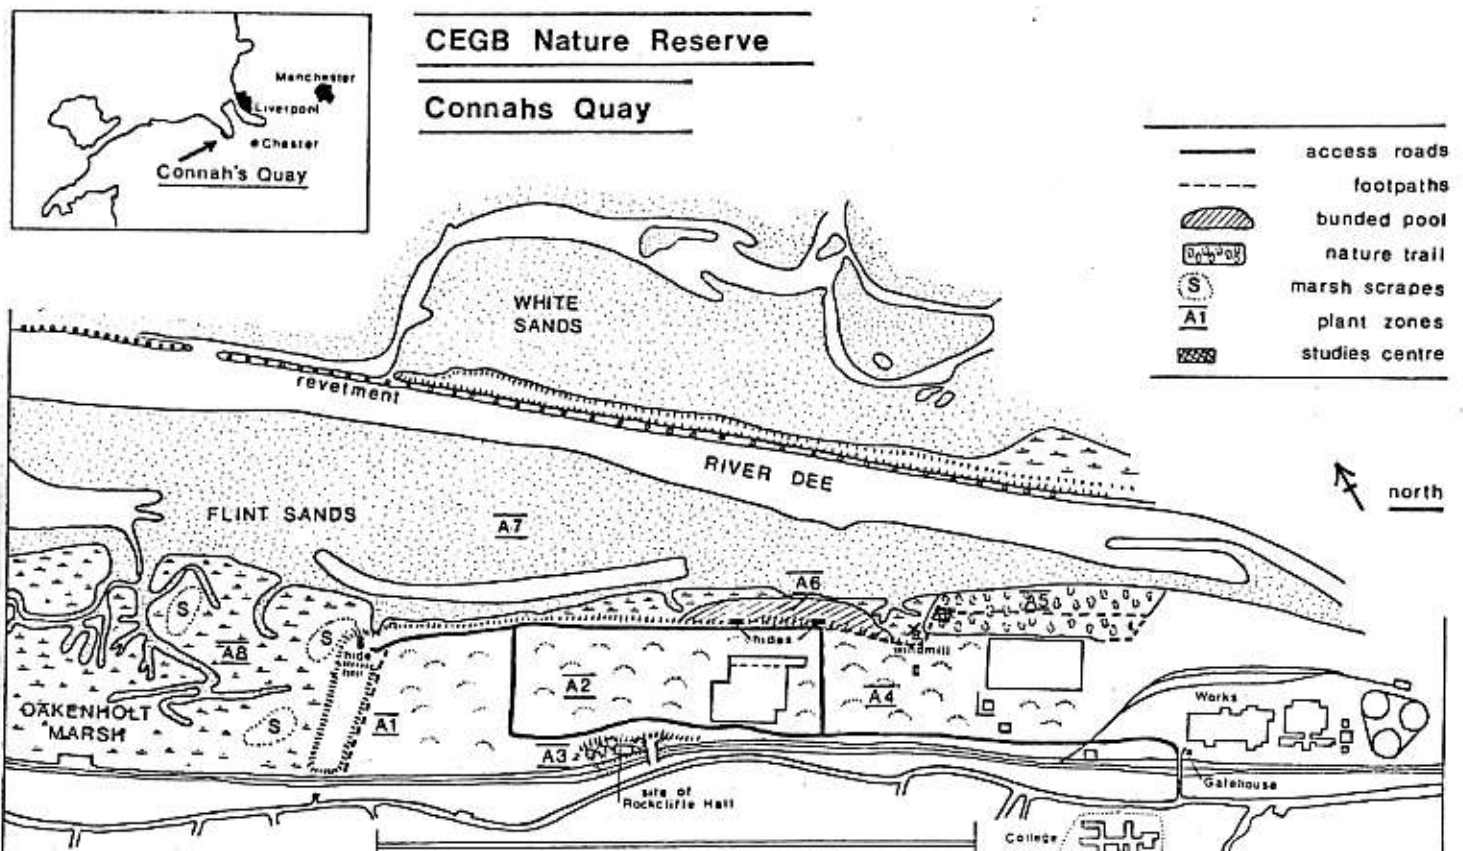 CEGB Nature Reserve
Connahs Quay
Manchester
Liverpool
Chester
Connah's Quay
access roads
footpaths
bunded pool
nature trail
S
marsh scrapes
A1
plant zones
studies centre
WHITE
SANDS
revetment
RIVER DEE
north
FLINT SANDS
A7
A6
A5
S
S
hide
hill
hides
windmill
A8
A2
A4
OAKENHOLT
MARSH
S
A1
A3
Works
Gatehouse
site of
Rockcliffe Hall
College